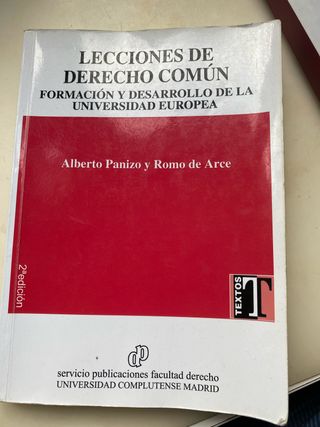 LECCIONES DE
DERECHO COMÚN
FORMACIÓN Y DESARROLLO DE LA
UNIVERSIDAD EUROPEA
Alberto Panizo y Romo de Arce
2ªedición
TEXTOS
T
dp
servicio publicaciones facultad derecho
UNIVERSIDAD COMPLUTENSE MADRID